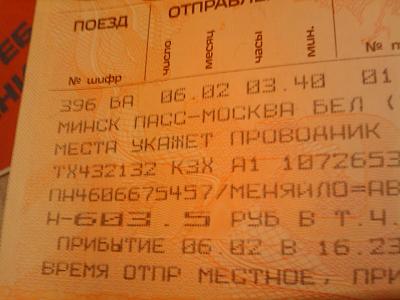 ПОЕЗД
ОТПРАВЛ
число
месяц
часы
мин.
№ шифр
№ п
396 БА 06.02 03.40 01
МИНСК ПАСС-МОСКВА БЕЛ (
МЕСТА УКАЖЕТ ПРОВОДНИК
ТХ432132 КЗХ А1 1072653
ПН4606675457/МЕНЯЙЛО=АВ
Н-603.5 РУБ В Т.Ч.
ПРИБЫТИЕ 06.02 В 16.23
ВРЕМЯ ОТПР МЕСТНОЕ, ПРИ